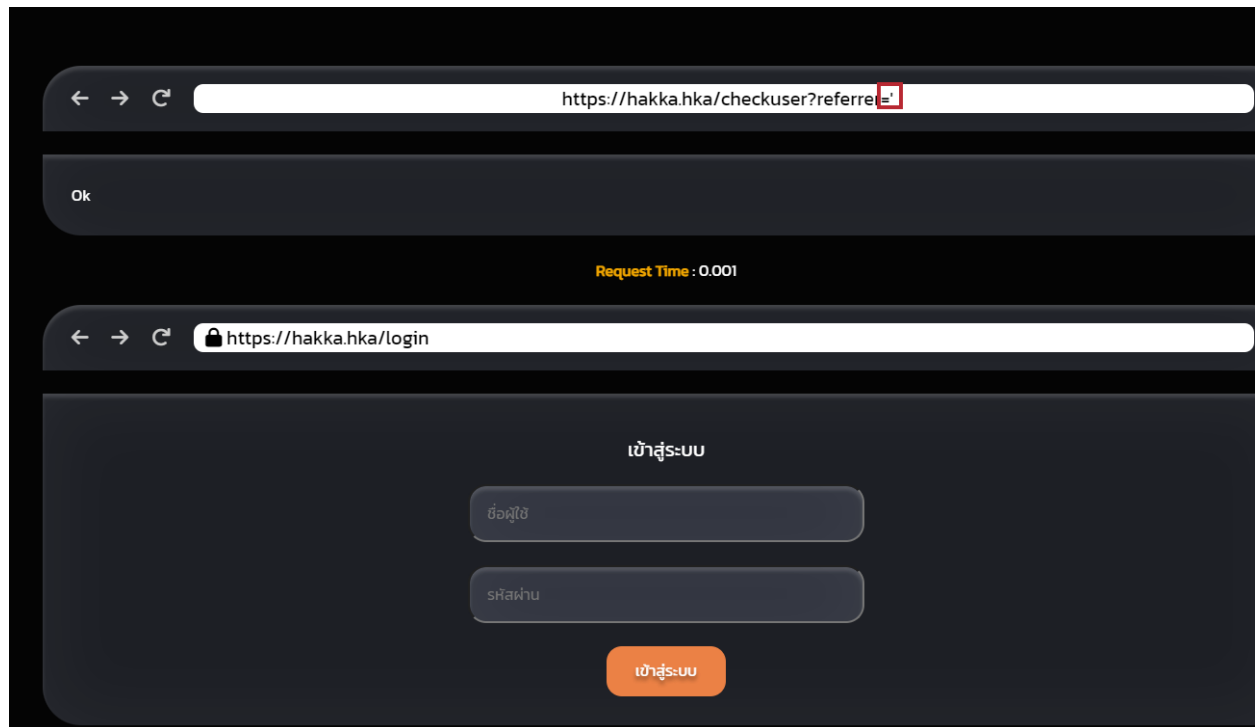 https://hakka.hka/checkuser?referrer='
Ok
Request Time : 0.001
https://hakka.hka/login
เข้าสู่ระบบ
ชื่อผู้ใช้
รหัสผ่าน
เข้าสู่ระบบ